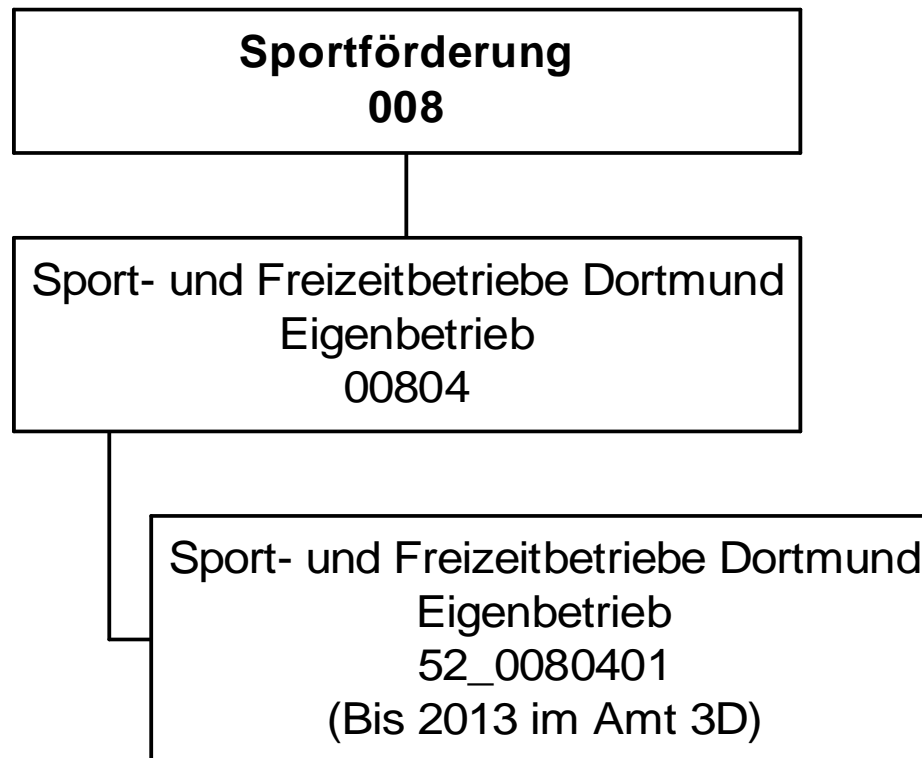 Sportförderung
008
Sport- und Freizeitbetriebe Dortmund
Eigenbetrieb
00804
Sport- und Freizeitbetriebe Dortmund
Eigenbetrieb
52_0080401
(Bis 2013 im Amt 3D)